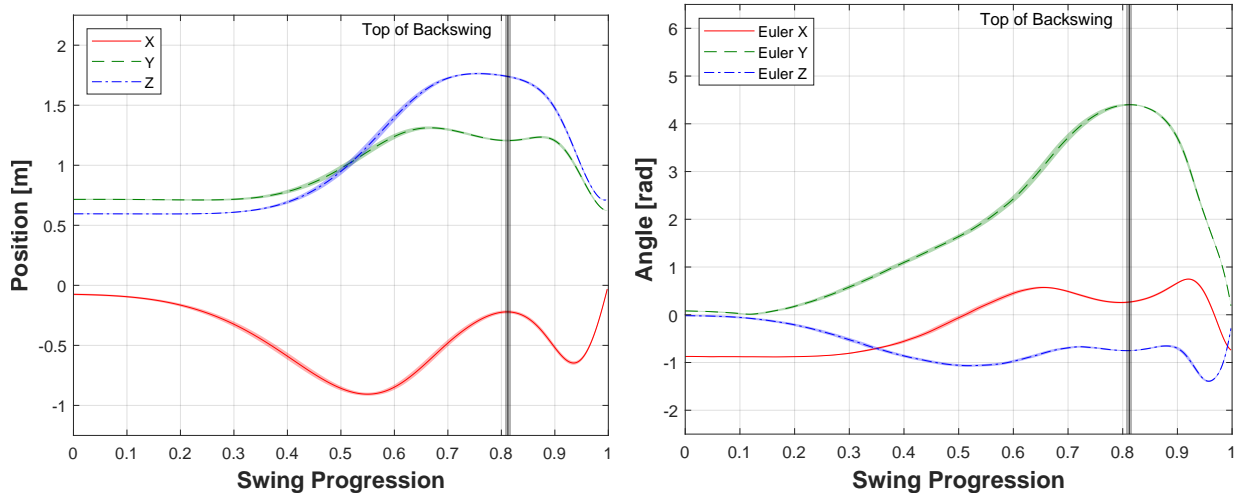 Top of Backswing
X
Y
Z
2
1.5
1
0.5
0
-0.5
-1
Position [m]
0 0.1 0.2 0.3 0.4 0.5 0.6 0.7 0.8 0.9 1
Swing Progression
Top of Backswing
Euler X
Euler Y
Euler Z
6
5
4
3
2
1
0
-1
-2
Angle [rad]
0 0.1 0.2 0.3 0.4 0.5 0.6 0.7 0.8 0.9 1
Swing Progression